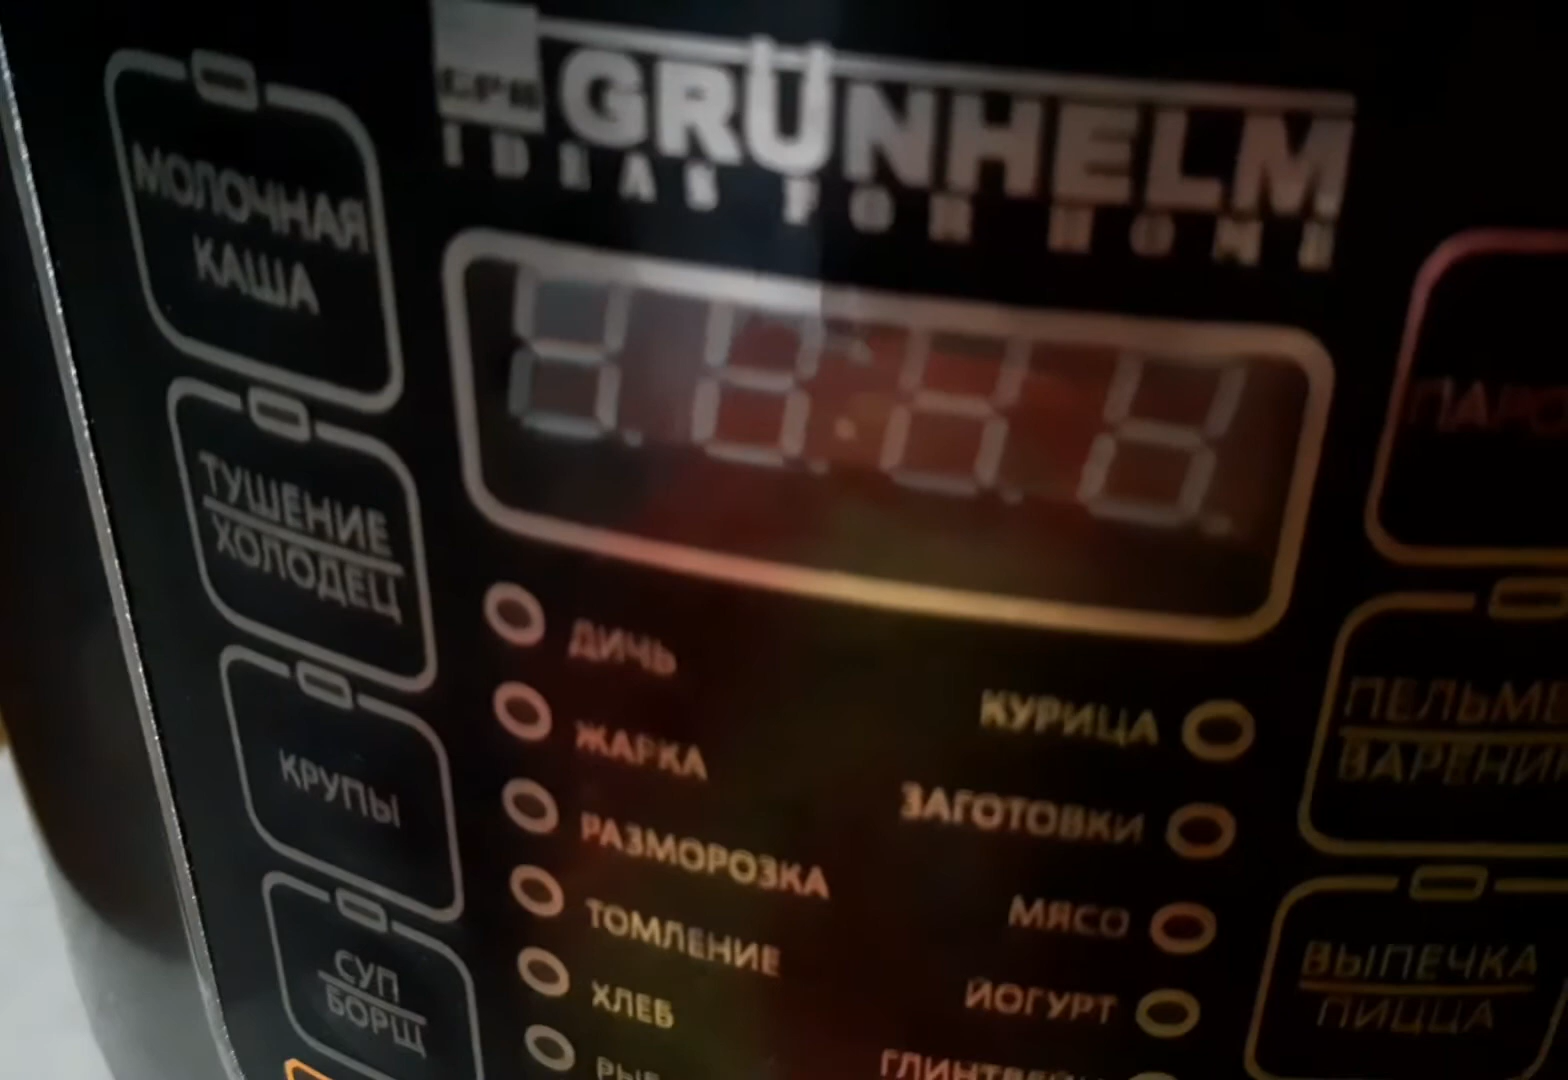 GRÜNHELM
IDEAS FOR HOME
МОЛОЧНАЯ
КАША
ТУШЕНИЕ
ХОЛОДЕЦ
КРУПЫ
СУП
БОРЩ
ДИЧЬ
ЖАРКА
РАЗМОРОЗКА
ТОМЛЕНИЕ
ХЛЕБ
КУРИЦА
ЗАГОТОВКИ
МЯСО
ЙОГУРТ
ВЫПЕЧКА
ПИЦЦА